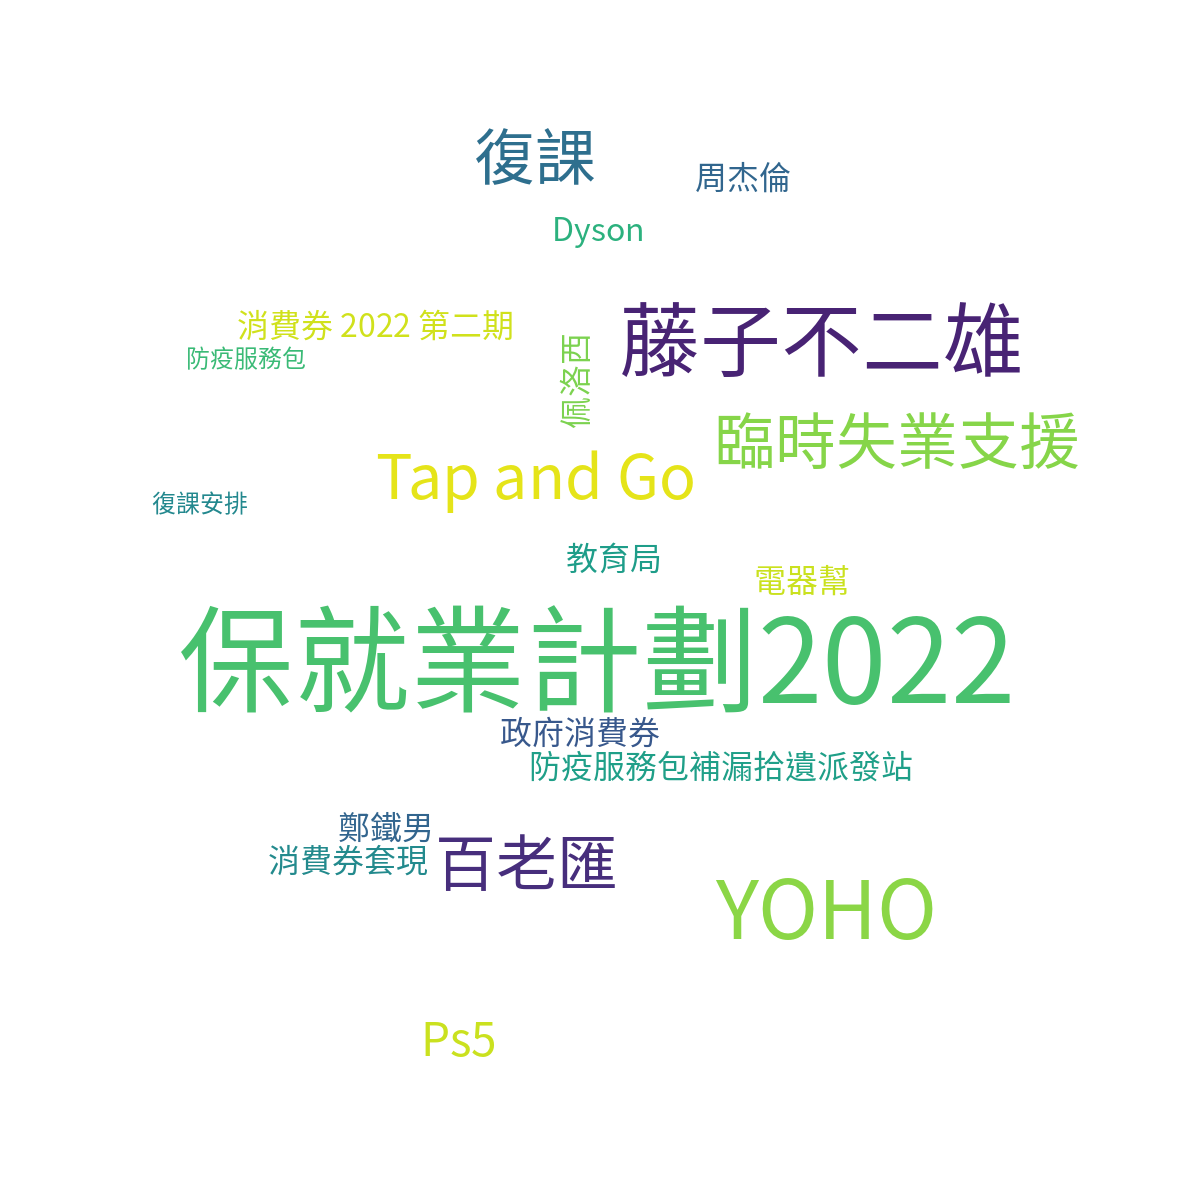 復課
周杰倫
Dyson
消費券 2022 第二期
藤子不二雄
防疫服務包
佩洛西
臨時失業支援
Tap and Go
復課安排
教育局
電器幫
保就業計劃2022
政府消費券
防疫服務包補漏拾遺派發站
鄭鐵男
消費券套現
百老匯
YOHO
Ps5